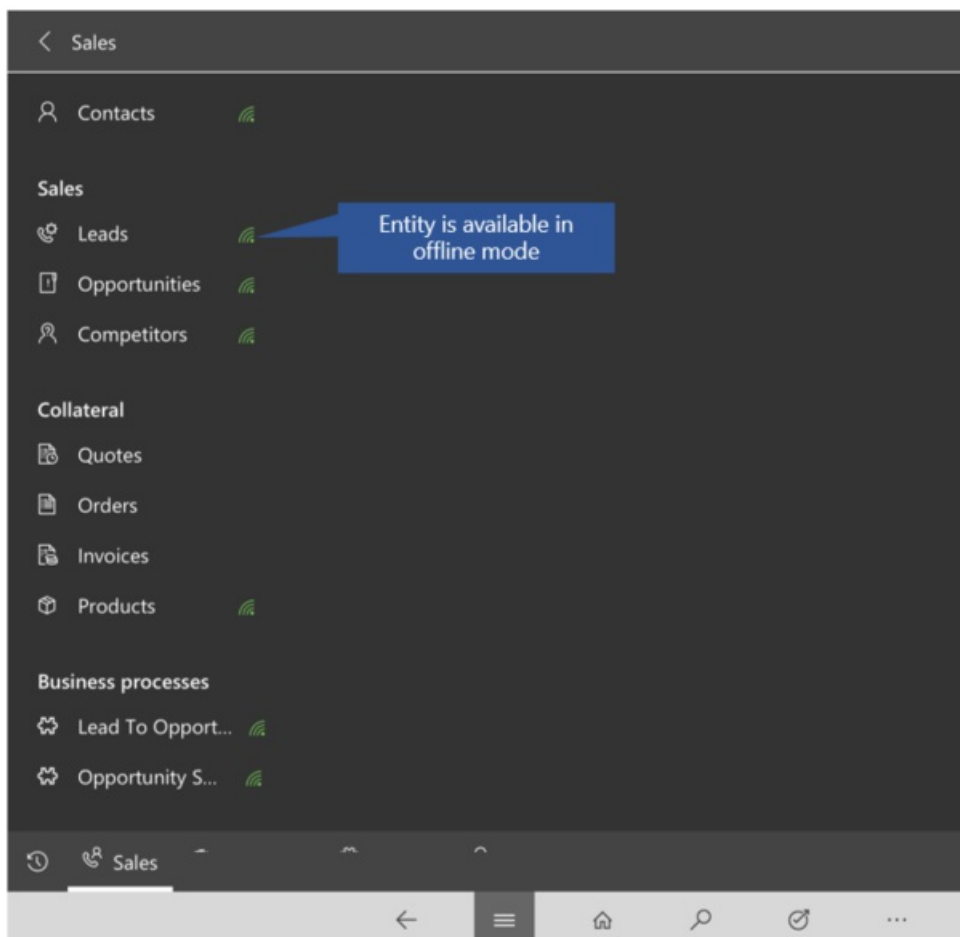 Sales
Contacts
Sales
Leads
Entity is available in
offline mode
Opportunities
Competitors
Collateral
Quotes
Orders
Invoices
Products
Business processes
Lead To Opport...
Opportunity S...
Sales